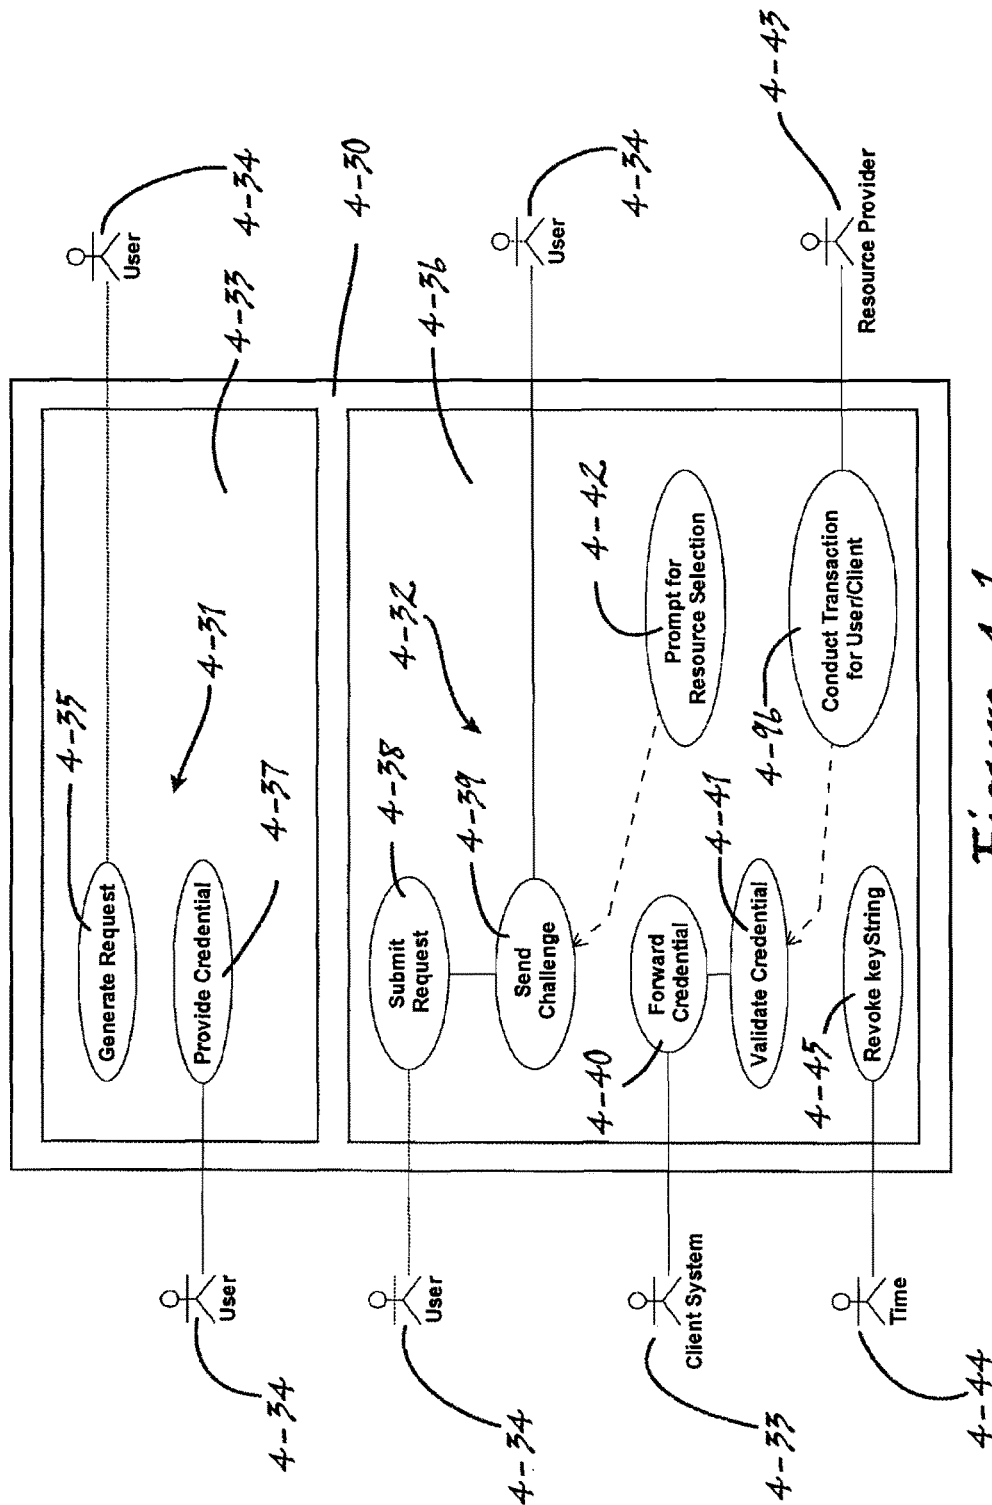 4-34
User
4-33
4-34
4-30
4-35
Generate Request
4-31
4-37
Provide Credential
User
4-34
4-36
4-34
User
4-38
Submit
Request
4-32
4-39
Send
Challenge
User
4-34
4-42
Prompt for
Resource Selection
4-40
Forward
Credential
Client System
4-33
4-41
Validate Credential
4-96
Conduct Transaction
for User/Client
4-43
Resource Provider
4-45
Revoke keyString
Time
4-44